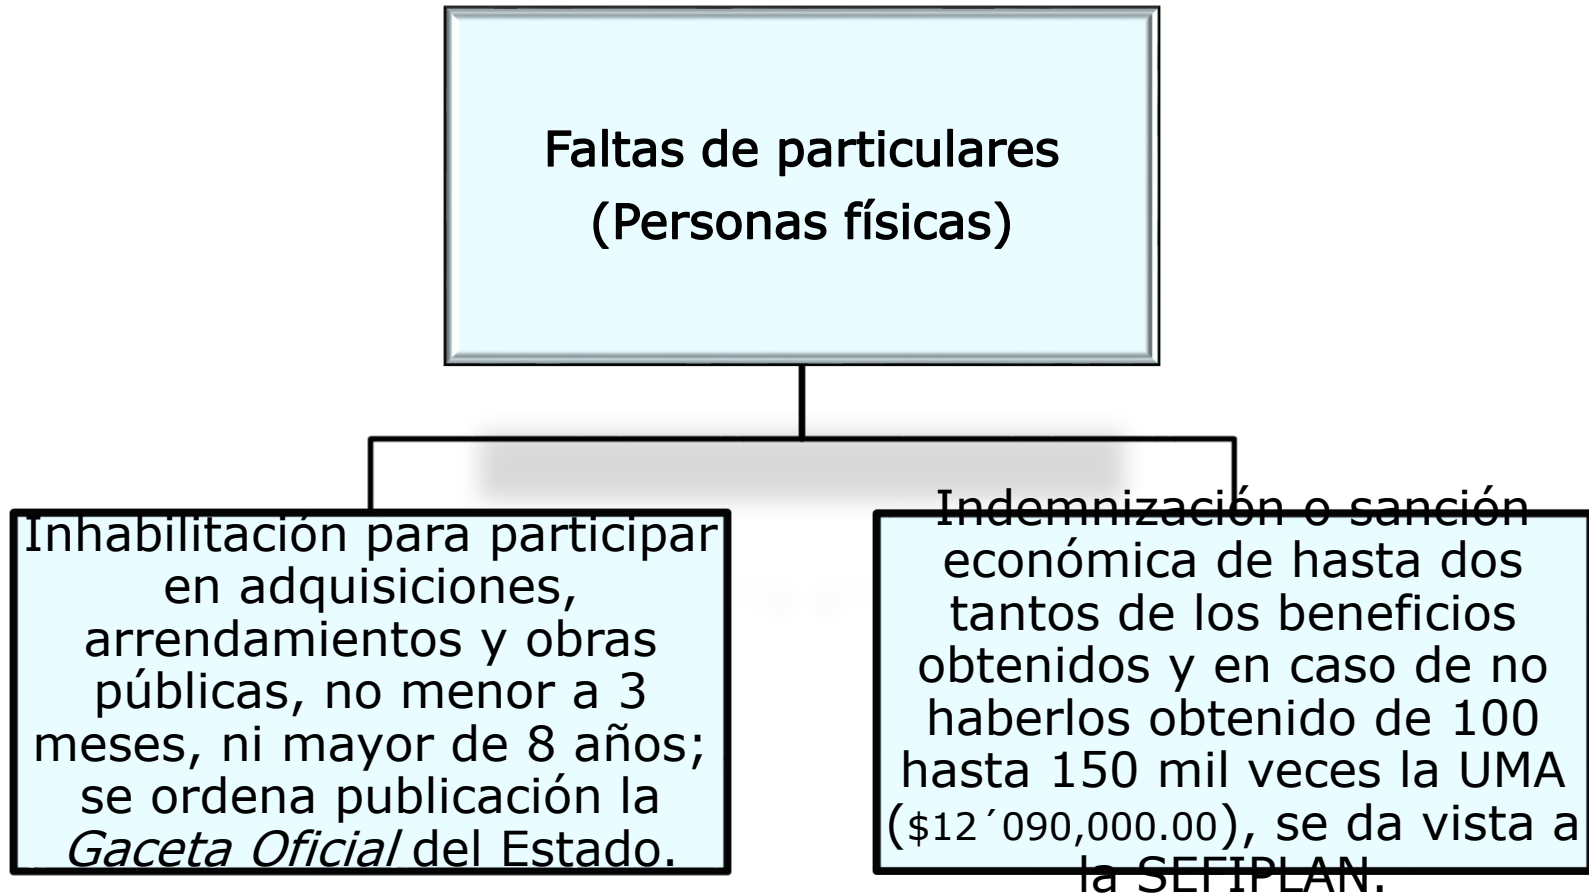 Faltas de particulares
(Personas físicas)
Inhabilitación para participar
en adquisiciones,
arrendamientos y obras
públicas, no menor a 3
meses, ni mayor de 8 años;
se ordena publicación la
Gaceta Oficial del Estado.
Indemnización o sanción
económica de hasta dos
tantos de los beneficios
obtenidos y en caso de no
haberlos obtenido de 100
hasta 150 mil veces la UMA
($12´090,000.00), se da vista a
la SEFIPLAN.